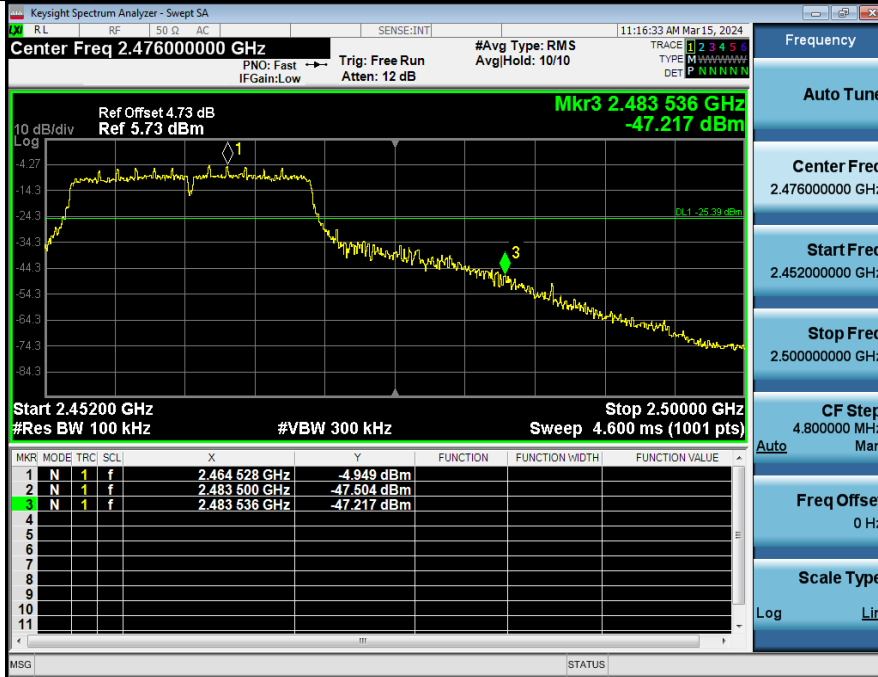 Keysight Spectrum Analyzer - Swept SA
LXI RL RF 50 Ω AC SENSE:INT 11:16:33 AM Mar 15, 2024
Center Freq 2.476000000 GHz
PNO: Fast
IFGain:Low
Trig: Free Run
Atten: 12 dB
#Avg Type: RMS
Avg|Hold: 10/10
TRACE 1 2 3 4 5 6
TYPE M W W W W W
DET P N N N N N
Mkr3 2.483 536 GHz
-47.217 dBm
Ref Offset 4.73 dB
Ref 5.73 dBm
10 dB/div
Log
1
-4.27
-14.3
DL1 -25.39 dBm
-24.3
-34.3
3
-44.3
-54.3
-64.3
-74.3
-84.3
Start 2.45200 GHz Stop 2.50000 GHz
#Res BW 100 kHz #VBW 300 kHz Sweep 4.600 ms (1001 pts)
MKR MODE TRC SCL X Y FUNCTION FUNCTION WIDTH FUNCTION VALUE
1 N 1 f 2.464 528 GHz -4.949 dBm
2 N 1 f 2.483 500 GHz -47.504 dBm
3 N 1 f 2.483 536 GHz -47.217 dBm
4
5
6
7
8
9
10
11
MSG STATUS
Frequency
Auto Tune
Center Freq
2.476000000 GHz
Start Freq
2.452000000 GHz
Stop Freq
2.500000000 GHz
CF Step
4.800000 MHz
Auto Man
Freq Offset
0 Hz
Scale Type
Log Lin